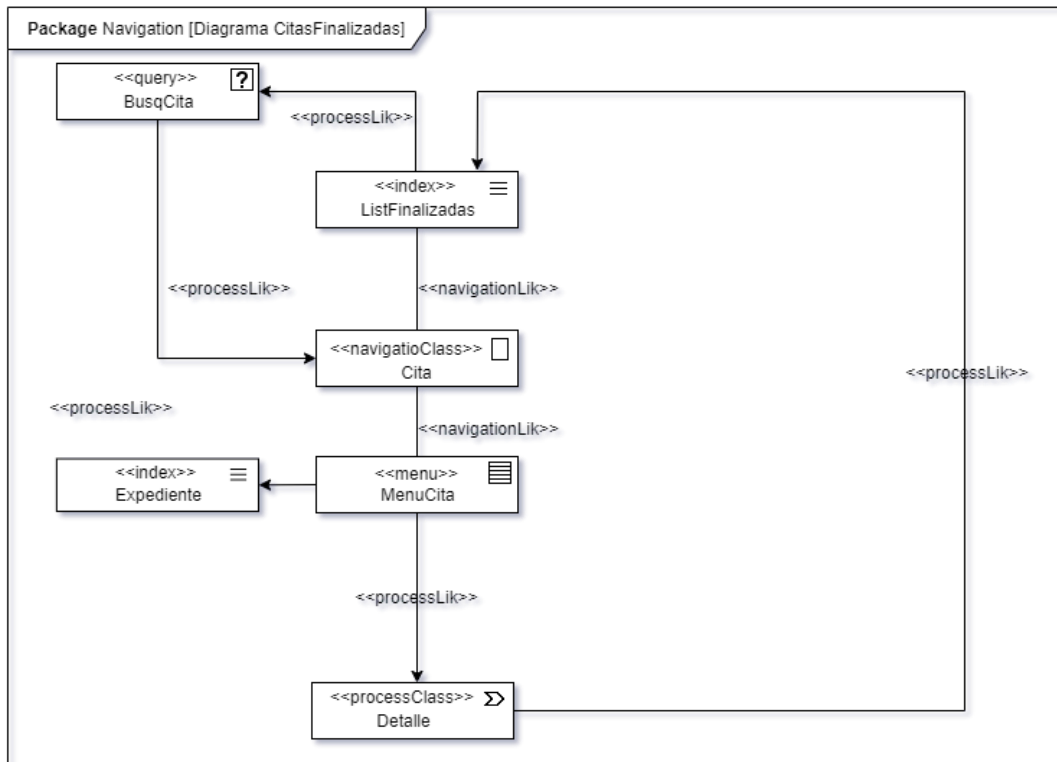 Package Navigation [Diagrama CitasFinalizadas]
<<query>>
?
BusqCita
<<processLik>>
<<index>>
ListFinalizadas
<<processLik>>
<<navigationLik>>
<<navigatioClass>>
Cita
<<processLik>>
<<processLik>>
<<navigationLik>>
<<index>>
Expediente
<<menu>>
MenuCita
<<processLik>>
<<processClass>>
Detalle